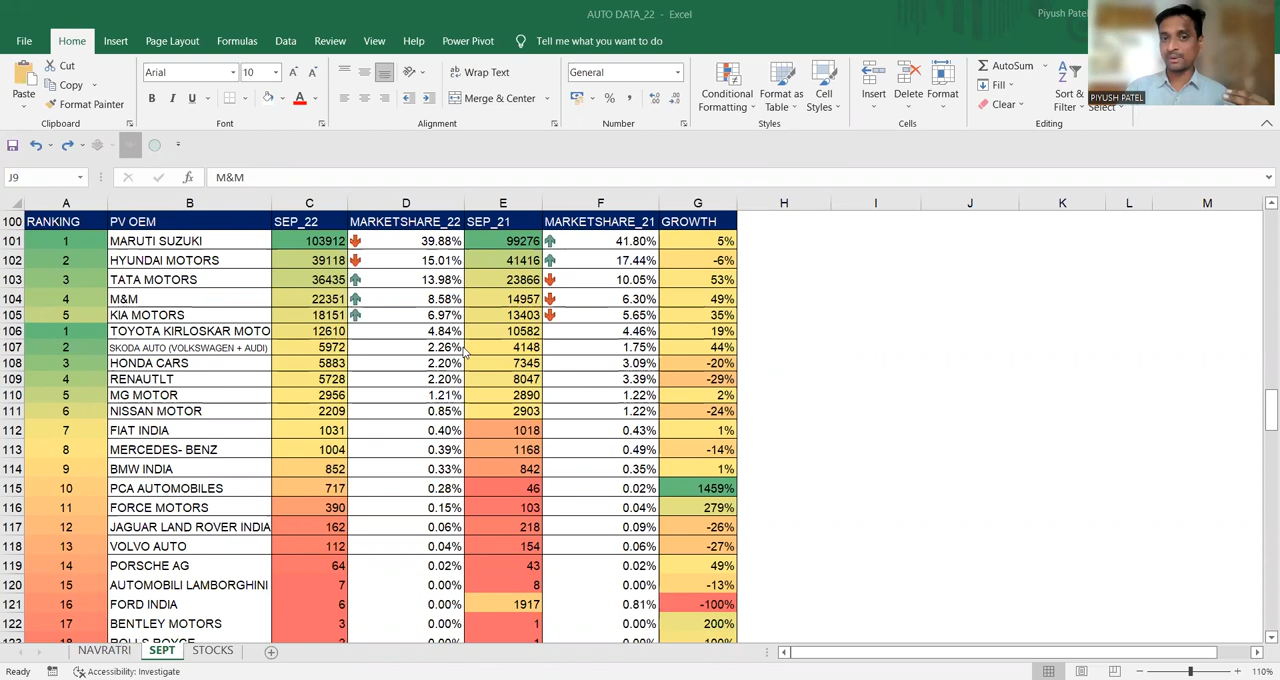 AUTO DATA_22 - Excel
Piyush Patel
File Home Insert Page Layout Formulas Data Review View Help Power Pivot Tell me what you want to do
Paste
Cut
Copy
Format Painter
Clipboard
Arial 10
B I U
Font
Wrap Text
Merge & Center
Alignment
General
Number
Conditional Formatting
Format as Table
Cell Styles
Styles
Insert Delete Format
Cells
AutoSum
Fill
Clear
Sort &
Filter
Editing
PIYUSH PATEL
J9 fx M&M
A B C D E F G H I J K L M
100 RANKING PV OEM SEP_22 MARKETSHARE_22 SEP_21 MARKETSHARE_21 GROWTH
101 1 MARUTI SUZUKI 103912 39.88% 99276 41.80% 5%
102 2 HYUNDAI MOTORS 39118 15.01% 41416 17.44% -6%
103 3 TATA MOTORS 36435 13.98% 23866 10.05% 53%
104 4 M&M 22351 8.58% 14957 6.30% 49%
105 5 KIA MOTORS 18151 6.97% 13403 5.65% 35%
106 1 TOYOTA KIRLOSKAR MOTO 12610 4.84% 10582 4.46% 19%
107 2 SKODA AUTO (VOLKSWAGEN + AUDI) 5972 2.26% 4148 1.75% 44%
108 3 HONDA CARS 5883 2.20% 7345 3.09% -20%
109 4 RENAUTLT 5728 2.20% 8047 3.39% -29%
110 5 MG MOTOR 2956 1.21% 2890 1.22% 2%
111 6 NISSAN MOTOR 2209 0.85% 2903 1.22% -24%
112 7 FIAT INDIA 1031 0.40% 1018 0.43% 1%
113 8 MERCEDES- BENZ 1004 0.39% 1168 0.49% -14%
114 9 BMW INDIA 852 0.33% 842 0.35% 1%
115 10 PCA AUTOMOBILES 717 0.28% 46 0.02% 1459%
116 11 FORCE MOTORS 390 0.15% 103 0.04% 279%
117 12 JAGUAR LAND ROVER INDIA 162 0.06% 218 0.09% -26%
118 13 VOLVO AUTO 112 0.04% 154 0.06% -27%
119 14 PORSCHE AG 64 0.02% 43 0.02% 49%
120 15 AUTOMOBILI LAMBORGHINI 7 0.00% 8 0.00% -13%
121 16 FORD INDIA 6 0.00% 1917 0.81% -100%
122 17 BENTLEY MOTORS 3 0.00% 1 0.00% 200%
NAVRATRI SEPT STOCKS
Ready Accessibility: Investigate 110%